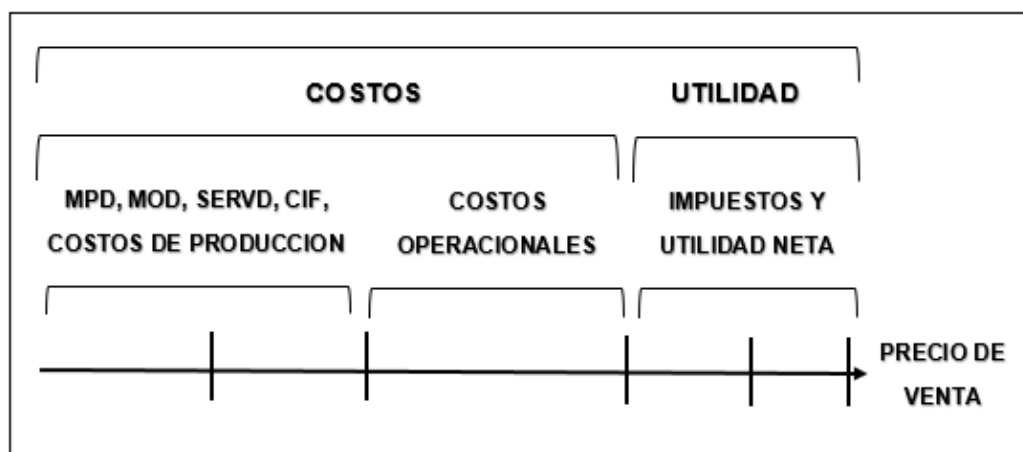 COSTOS
UTILIDAD
MPD, MOD, SERVD, CIF,
COSTOS DE PRODUCCION
COSTOS
OPERACIONALES
IMPUESTOS Y
UTILIDAD NETA
PRECIO DE
VENTA